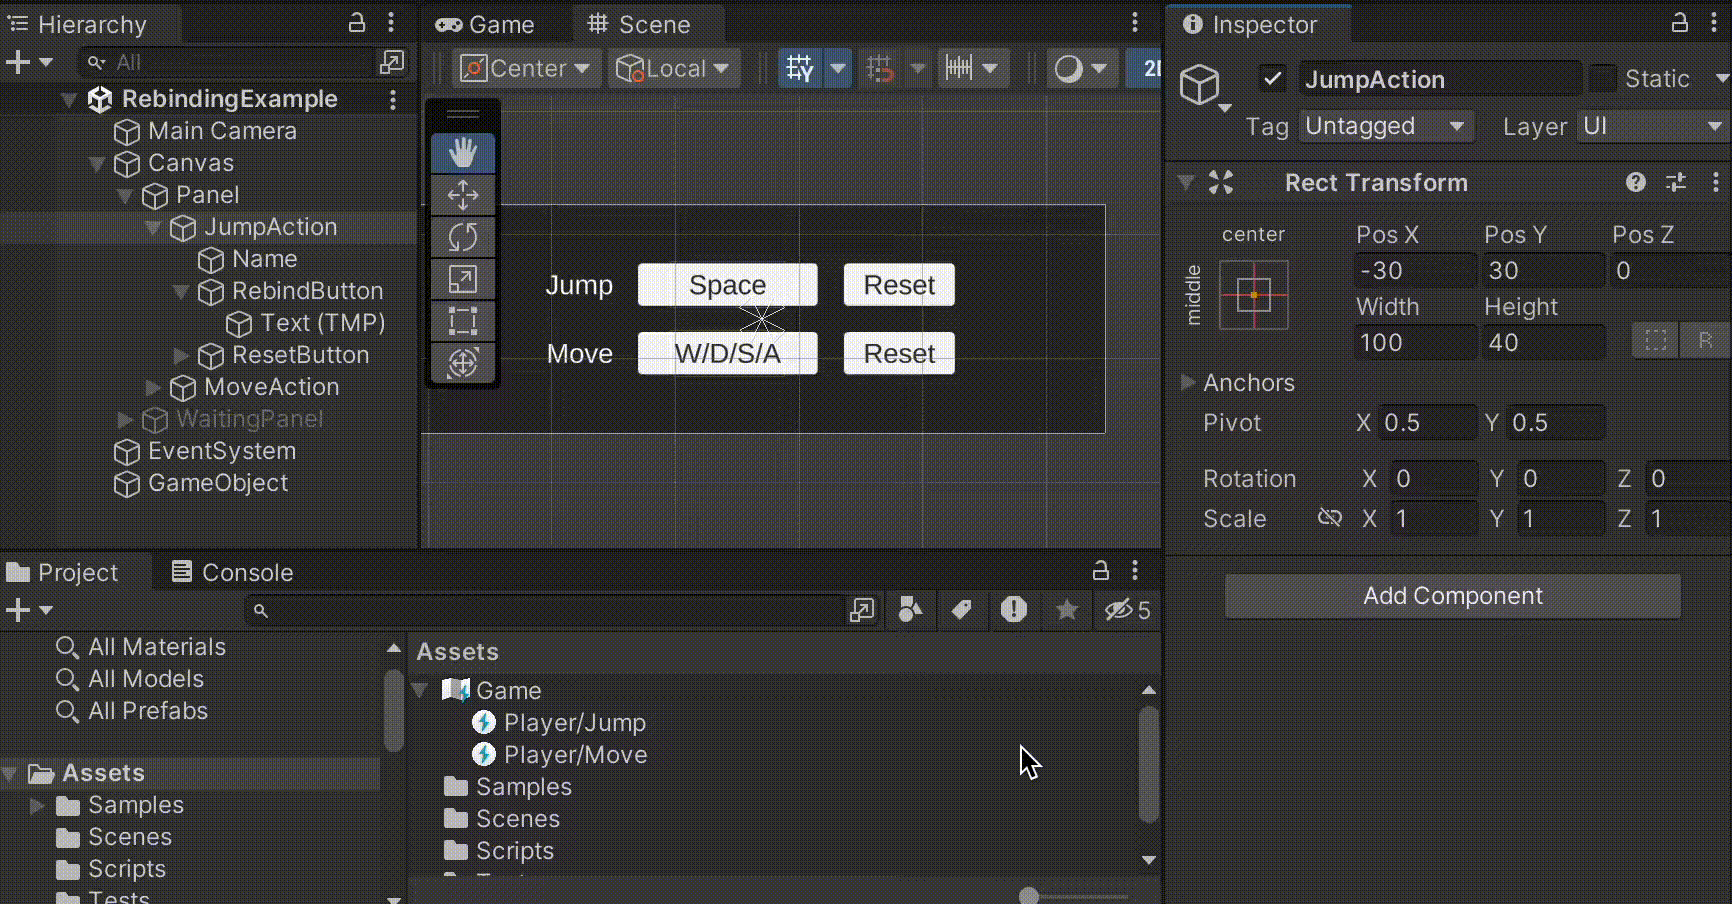 Hierarchy
All
RebindingExample
Main Camera
Canvas
Panel
JumpAction
Name
RebindButton
Text (TMP)
ResetButton
MoveAction
WaitingPanel
EventSystem
GameObject
Game
Scene
Center
Local
Jump
Space
Reset
Move
W/D/S/A
Reset
Inspector
JumpAction
Static
Tag
Untagged
Layer
UI
Rect Transform
center
middle
Pos X
Pos Y
Pos Z
-30
30
0
Width
Height
100
40
R
Anchors
Pivot
X 0.5
Y 0.5
Rotation
X 0
Y 0
Z 0
Scale
X 1
Y 1
Z 1
Add Component
Project
Console
5
All Materials
All Models
All Prefabs
Assets
Samples
Scenes
Scripts
Tests
Assets
Game
Player/Jump
Player/Move
Samples
Scenes
Scripts